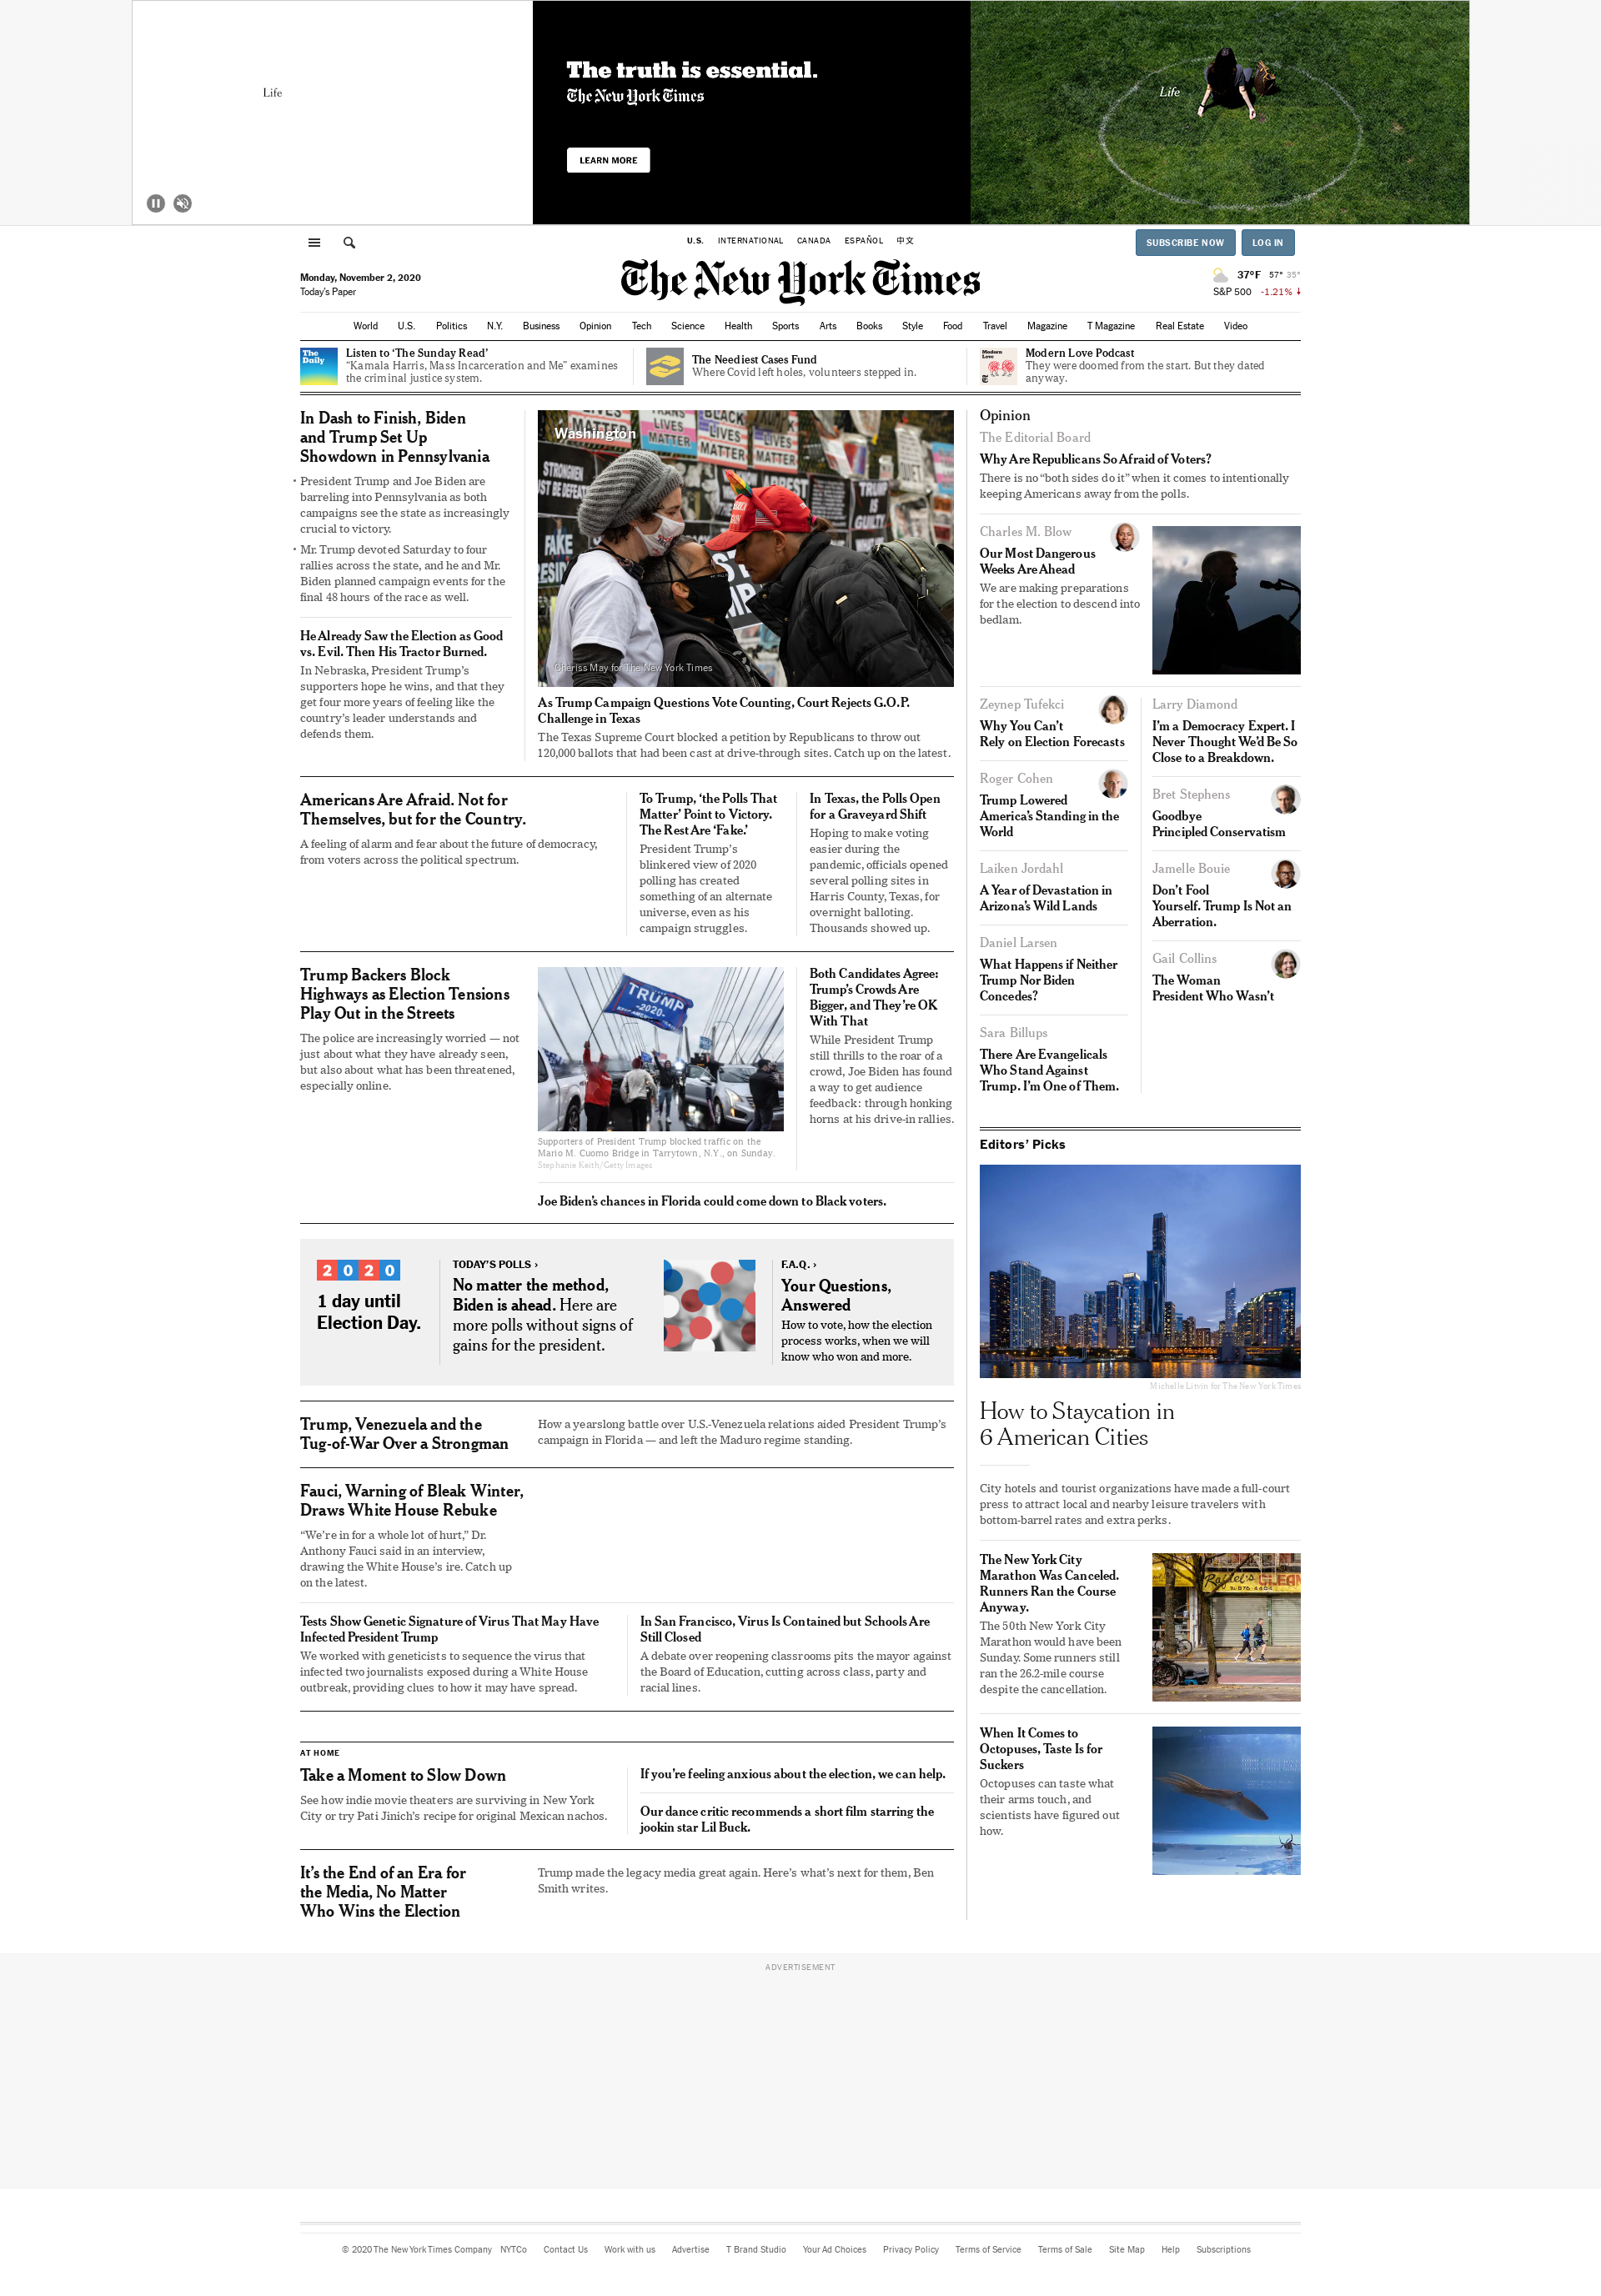 Life
The truth is essential.
The New York Times
LEARN MORE
Life
U.S. INTERNATIONAL CANADA ESPAÑOL 中文
SUBSCRIBE NOW LOG IN
Monday, November 2, 2020
Today's Paper
The New York Times
37°F 57° 35°
S&P 500 -1.21% ↓
World U.S. Politics N.Y. Business Opinion Tech Science Health Sports Arts Books Style Food Travel Magazine T Magazine Real Estate Video
The
Daily
Listen to ‘The Sunday Read’
“Kamala Harris, Mass Incarceration and Me” examines
the criminal justice system.
The Neediest Cases Fund
Where Covid left holes, volunteers stepped in.
Modern
Love
Modern Love Podcast
They were doomed from the start. But they dated
anyway.
In Dash to Finish, Biden
and Trump Set Up
Showdown in Pennsylvania
• President Trump and Joe Biden are
barreling into Pennsylvania as both
campaigns see the state as increasingly
crucial to victory.
• Mr. Trump devoted Saturday to four
rallies across the state, and he and Mr.
Biden planned campaign events for the
final 48 hours of the race as well.
He Already Saw the Election as Good
vs. Evil. Then His Tractor Burned.
In Nebraska, President Trump’s
supporters hope he wins, and that they
get four more years of feeling like the
country’s leader understands and
defends them.
Washington
Cheriss May for The New York Times
As Trump Campaign Questions Vote Counting, Court Rejects G.O.P.
Challenge in Texas
The Texas Supreme Court blocked a petition by Republicans to throw out
120,000 ballots that had been cast at drive-through sites. Catch up on the latest.
Americans Are Afraid. Not for
Themselves, but for the Country.
A feeling of alarm and fear about the future of democracy,
from voters across the political spectrum.
To Trump, ‘the Polls That
Matter’ Point to Victory.
The Rest Are ‘Fake.’
President Trump’s
blinkered view of 2020
polling has created
something of an alternate
universe, even as his
campaign struggles.
In Texas, the Polls Open
for a Graveyard Shift
Hoping to make voting
easier during the
pandemic, officials opened
several polling sites in
Harris County, Texas, for
overnight balloting.
Thousands showed up.
Trump Backers Block
Highways as Election Tensions
Play Out in the Streets
The police are increasingly worried — not
just about what they have already seen,
but also about what has been threatened,
especially online.
TRUMP
2020
Supporters of President Trump blocked traffic on the
Mario M. Cuomo Bridge in Tarrytown, N.Y., on Sunday.
Stephanie Keith/Getty Images
Both Candidates Agree:
Trump’s Crowds Are
Bigger, and They’re OK
With That
While President Trump
still thrills to the roar of a
crowd, Joe Biden has found
a way to get audience
feedback: through honking
horns at his drive-in rallies.
Joe Biden’s chances in Florida could come down to Black voters.
2020
1 day until
Election Day.
TODAY’S POLLS ›
No matter the method,
Biden is ahead. Here are
more polls without signs of
gains for the president.
F.A.Q. ›
Your Questions,
Answered
How to vote, how the election
process works, when we will
know who won and more.
Trump, Venezuela and the
Tug-of-War Over a Strongman
How a yearslong battle over U.S.-Venezuela relations aided President Trump’s
campaign in Florida — and left the Maduro regime standing.
Fauci, Warning of Bleak Winter,
Draws White House Rebuke
“We’re in for a whole lot of hurt,” Dr.
Anthony Fauci said in an interview,
drawing the White House’s ire. Catch up
on the latest.
Tests Show Genetic Signature of Virus That May Have
Infected President Trump
We worked with geneticists to sequence the virus that
infected two journalists exposed during a White House
outbreak, providing clues to how it may have spread.
In San Francisco, Virus Is Contained but Schools Are
Still Closed
A debate over reopening classrooms pits the mayor against
the Board of Education, cutting across class, party and
racial lines.
AT HOME
Take a Moment to Slow Down
See how indie movie theaters are surviving in New York
City or try Pati Jinich’s recipe for original Mexican nachos.
If you’re feeling anxious about the election, we can help.
Our dance critic recommends a short film starring the
jookin star Lil Buck.
It’s the End of an Era for
the Media, No Matter
Who Wins the Election
Trump made the legacy media great again. Here’s what’s next for them, Ben
Smith writes.
Opinion
The Editorial Board
Why Are Republicans So Afraid of Voters?
There is no “both sides do it” when it comes to intentionally
keeping Americans away from the polls.
Charles M. Blow
Our Most Dangerous
Weeks Are Ahead
We are making preparations
for the election to descend into
bedlam.
Zeynep Tufekci
Why You Can’t
Rely on Election Forecasts
Roger Cohen
Trump Lowered
America’s Standing in the
World
Laiken Jordahl
A Year of Devastation in
Arizona’s Wild Lands
Daniel Larsen
What Happens if Neither
Trump Nor Biden
Concedes?
Sara Billups
There Are Evangelicals
Who Stand Against
Trump. I’m One of Them.
Larry Diamond
I’m a Democracy Expert. I
Never Thought We’d Be So
Close to a Breakdown.
Bret Stephens
Goodbye
Principled Conservatism
Jamelle Bouie
Don’t Fool
Yourself. Trump Is Not an
Aberration.
Gail Collins
The Woman
President Who Wasn’t
Editors’ Picks
Michelle Litvin for The New York Times
How to Staycation in
6 American Cities
City hotels and tourist organizations have made a full-court
press to attract local and nearby leisure travelers with
bottom-barrel rates and extra perks.
The New York City
Marathon Was Canceled.
Runners Ran the Course
Anyway.
The 50th New York City
Marathon would have been
Sunday. Some runners still
ran the 26.2-mile course
despite the cancellation.
When It Comes to
Octopuses, Taste Is for
Suckers
Octopuses can taste what
their arms touch, and
scientists have figured out
how.
ADVERTISEMENT
© 2020 The New York Times Company NYTCo Contact Us Work with us Advertise T Brand Studio Your Ad Choices Privacy Policy Terms of Service Terms of Sale Site Map Help Subscriptions